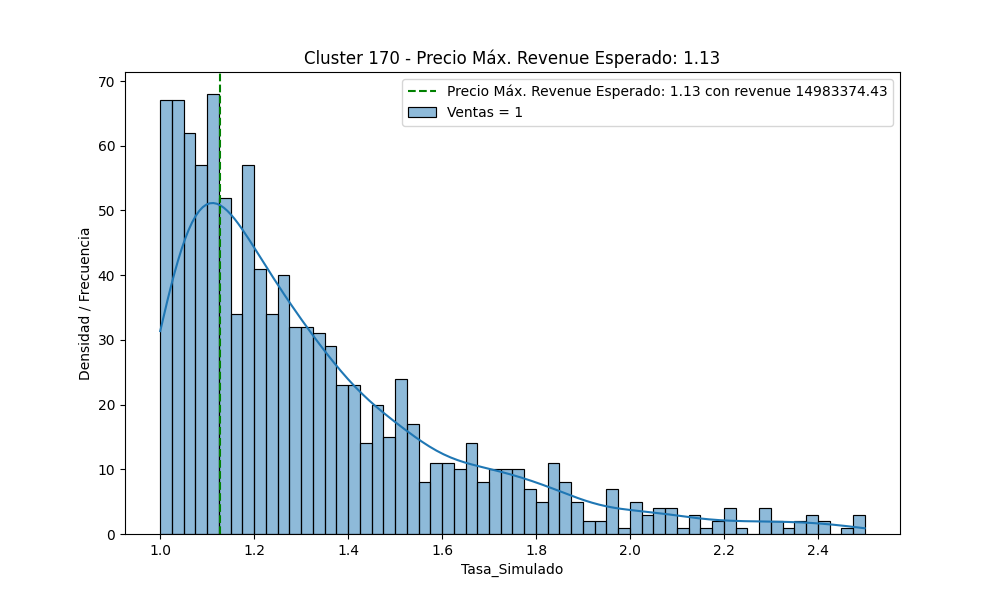 Cluster 170 - Precio Máx. Revenue Esperado: 1.13
Precio Máx. Revenue Esperado: 1.13 con revenue 14983374.43
Ventas = 1
Densidad / Frecuencia
70
60
50
40
30
20
10
0
1.0 1.2 1.4 1.6 1.8 2.0 2.2 2.4
Tasa_Simulado